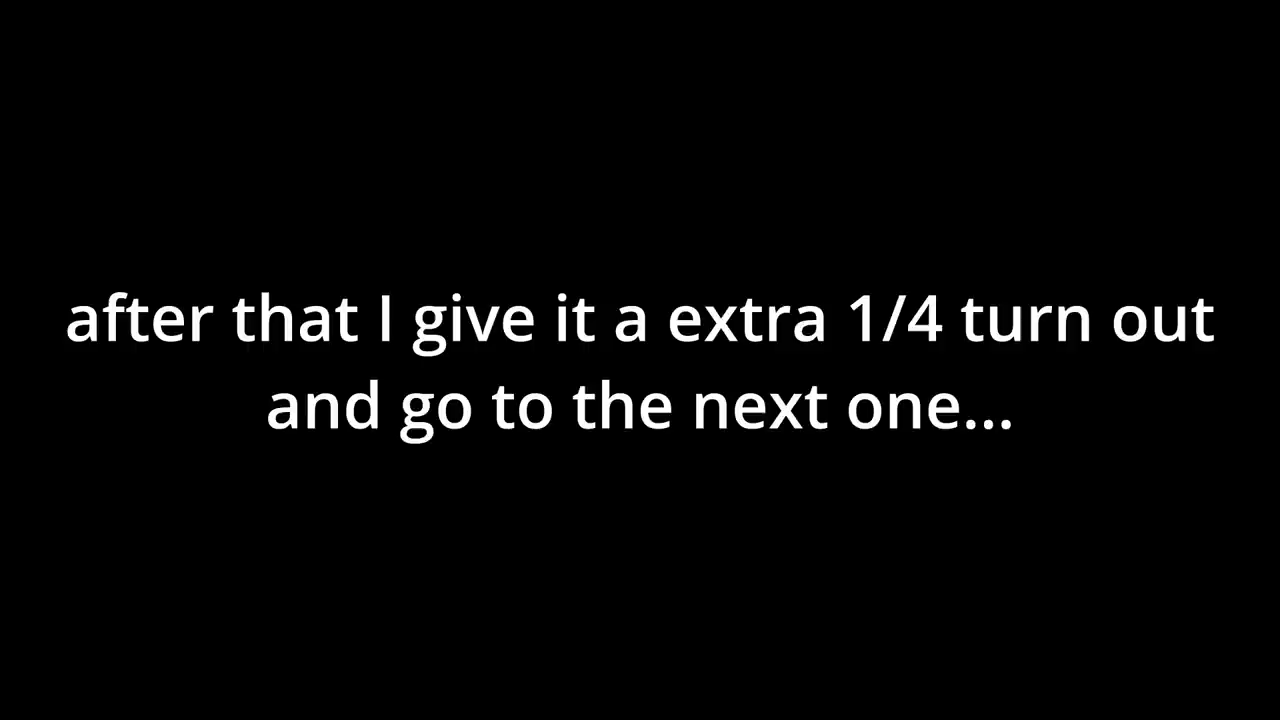 after that I give it a extra 1/4 turn out
and go to the next one...